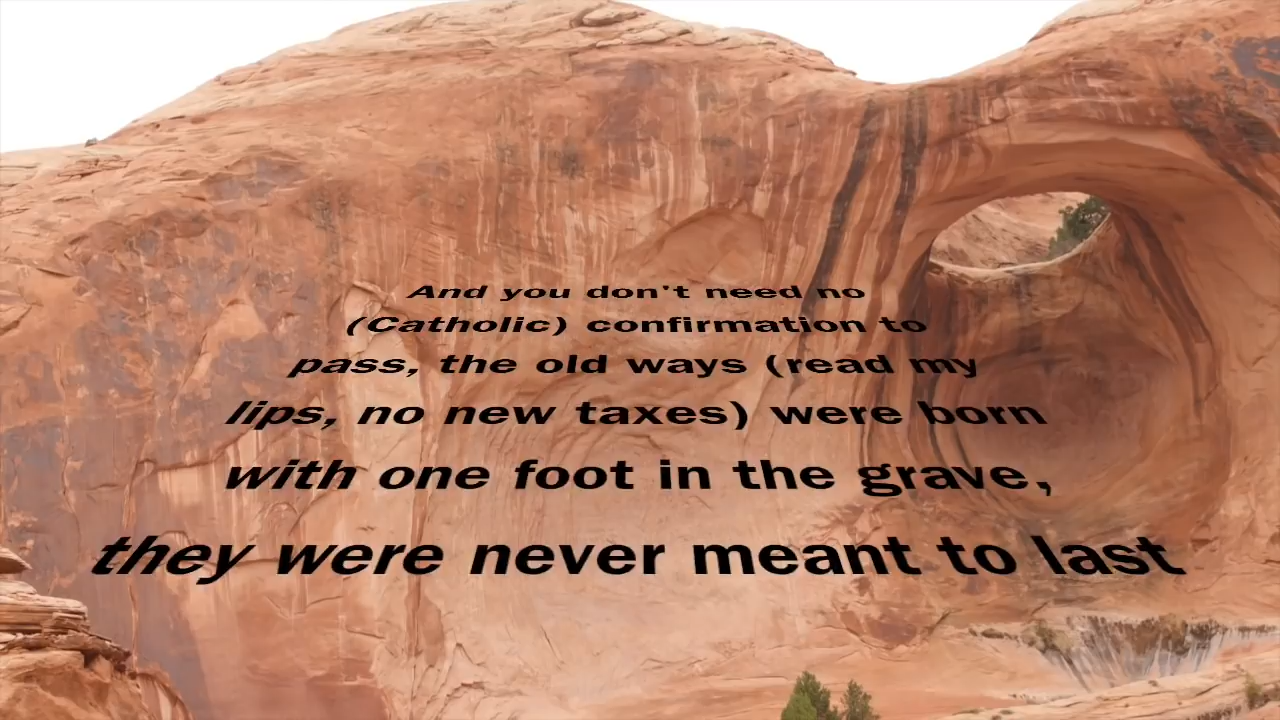 And you don't need no
(Catholic) confirmation to
pass, the old ways (read my
lips, no new taxes) were born
with one foot in the grave,
they were never meant to last